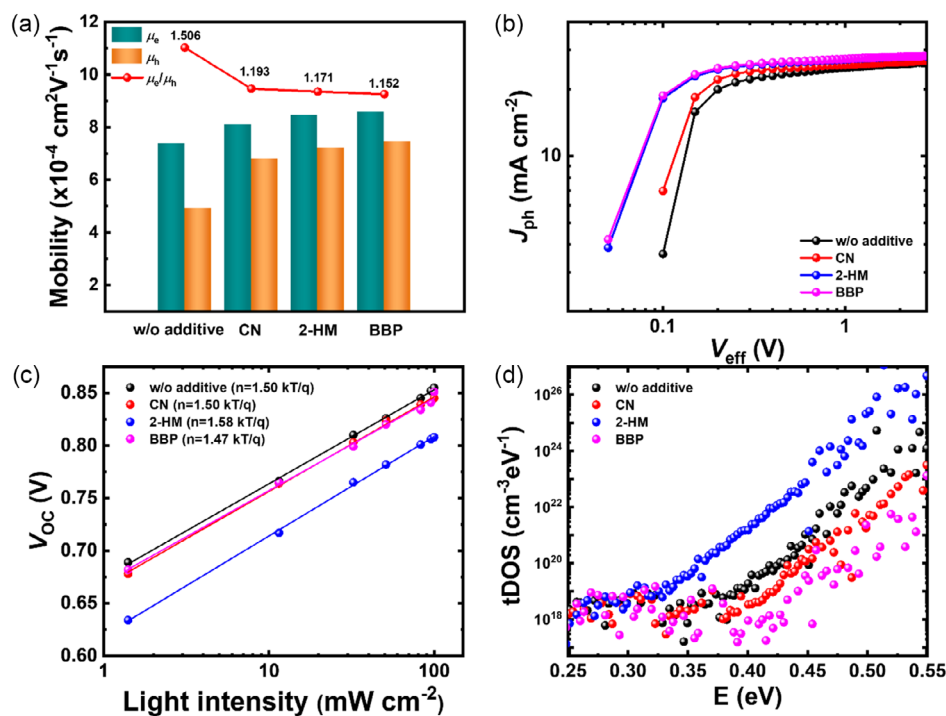 (a)
Mobility (x10⁻⁴ cm²V⁻¹s⁻¹)
12
10
8
6
4
2
μe
μh
μe/μh
1.506
1.193
1.171
1.152
w/o additive CN 2-HM BBP
(b)
Jph (mA cm⁻²)
10
w/o additive
CN
2-HM
BBP
0.1 1
Veff (V)
(c)
VOC (V)
0.85
0.80
0.75
0.70
0.65
0.60
w/o additive (n=1.50 kT/q)
CN (n=1.50 kT/q)
2-HM (n=1.58 kT/q)
BBP (n=1.47 kT/q)
1 10 100
Light intensity (mW cm⁻²)
(d)
tDOS (cm⁻³eV⁻¹)
10²⁶
10²⁴
10²²
10²⁰
10¹⁸
w/o additive
CN
2-HM
BBP
0.25 0.30 0.35 0.40 0.45 0.50 0.55
E (eV)